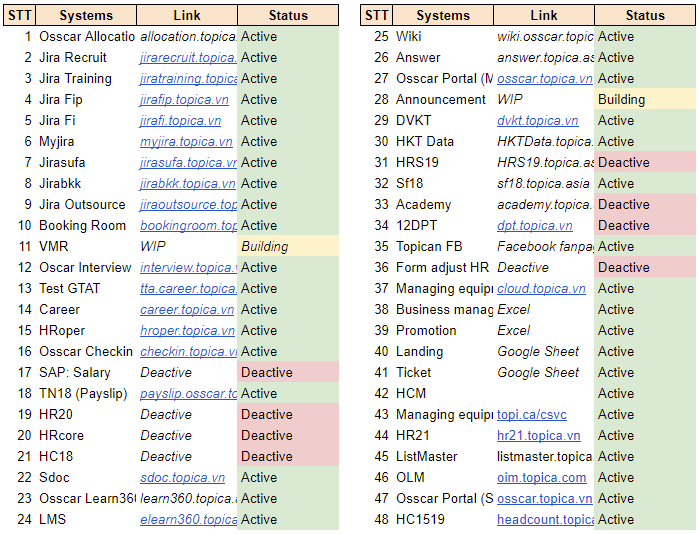 STT Systems Link Status
1 Osscar Allocatio allocation.topica. Active
2 Jira Recruit jirarecruit.topica Active
3 Jira Training jiratraining.topica Active
4 Jira Fip jirafip.topica.vn Active
5 Jira Fi jirafi.topica.vn Active
6 Myjira myjira.topica.vn Active
7 Jirasufa jirasufa.topica.vn Active
8 Jirabkk jirabkk.topica.vn Active
9 Jira Outsource jiraoutsource.top Active
10 Booking Room bookingroom.top Active
11 VMR WIP Building
12 Oscar Interview interview.topica.v Active
13 Test GTAT tta.career.topica. Active
14 Career career.topica.vn Active
15 HRoper hroper.topica.vn Active
16 Osscar Checkin checkin.topica.vn Active
17 SAP: Salary Deactive Deactive
18 TN18 (Payslip) payslip.osscar.to Active
19 HR20 Deactive Deactive
20 HRcore Deactive Deactive
21 HC18 Deactive Deactive
22 Sdoc sdoc.topica.vn Active
23 Osscar Learn360 learn360.topica. Active
24 LMS elearn360.topica Active
STT Systems Link Status
25 Wiki wiki.osscar.topic Active
26 Answer answer.topica.as Active
27 Osscar Portal (M osscar.topica.vn Active
28 Announcement WIP Building
29 DVKT dvkt.topica.vn Active
30 HKT Data HKTData.topica. Active
31 HRS19 HRS19.topica.as Deactive
32 Sf18 sf18.topica.asia Active
33 Academy academy.topica. Deactive
34 12DPT dpt.topica.vn Deactive
35 Topican FB Facebook fanpag Active
36 Form adjust HR Deactive Deactive
37 Managing equipr cloud.topica.vn Active
38 Business manag Excel Active
39 Promotion Excel Active
40 Landing Google Sheet Active
41 Ticket Google Sheet Active
42 HCM Active
43 Managing equipr topi.ca/csvc Active
44 HR21 hr21.topica.vn Active
45 ListMaster listmaster.topica Active
46 OLM oim.topica.com Active
47 Osscar Portal (S osscar.topica.vn Active
48 HC1519 headcount.topica Active